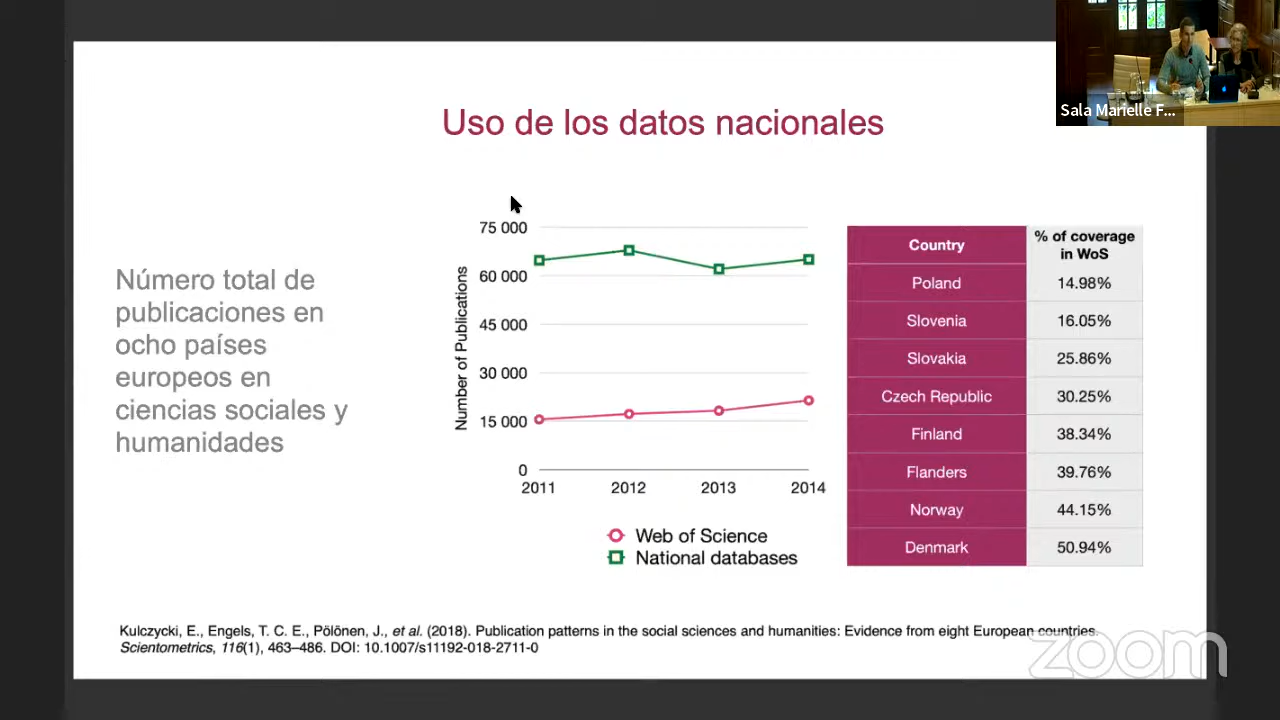 Sala Marielle F...
Uso de los datos nacionales
Número total de
publicaciones en
ocho países
europeos en
ciencias sociales y
humanidades
Number of Publications
75 000
60 000
45 000
30 000
15 000
0
2011 2012 2013 2014
Web of Science
National databases
Country % of coverage in WoS
Poland 14.98%
Slovenia 16.05%
Slovakia 25.86%
Czech Republic 30.25%
Finland 38.34%
Flanders 39.76%
Norway 44.15%
Denmark 50.94%
Kulczycki, E., Engels, T. C. E., Pölönen, J., et al. (2018). Publication patterns in the social sciences and humanities: Evidence from eight European countries.
Scientometrics, 116(1), 463–486. DOI: 10.1007/s11192-018-2711-0
zoom